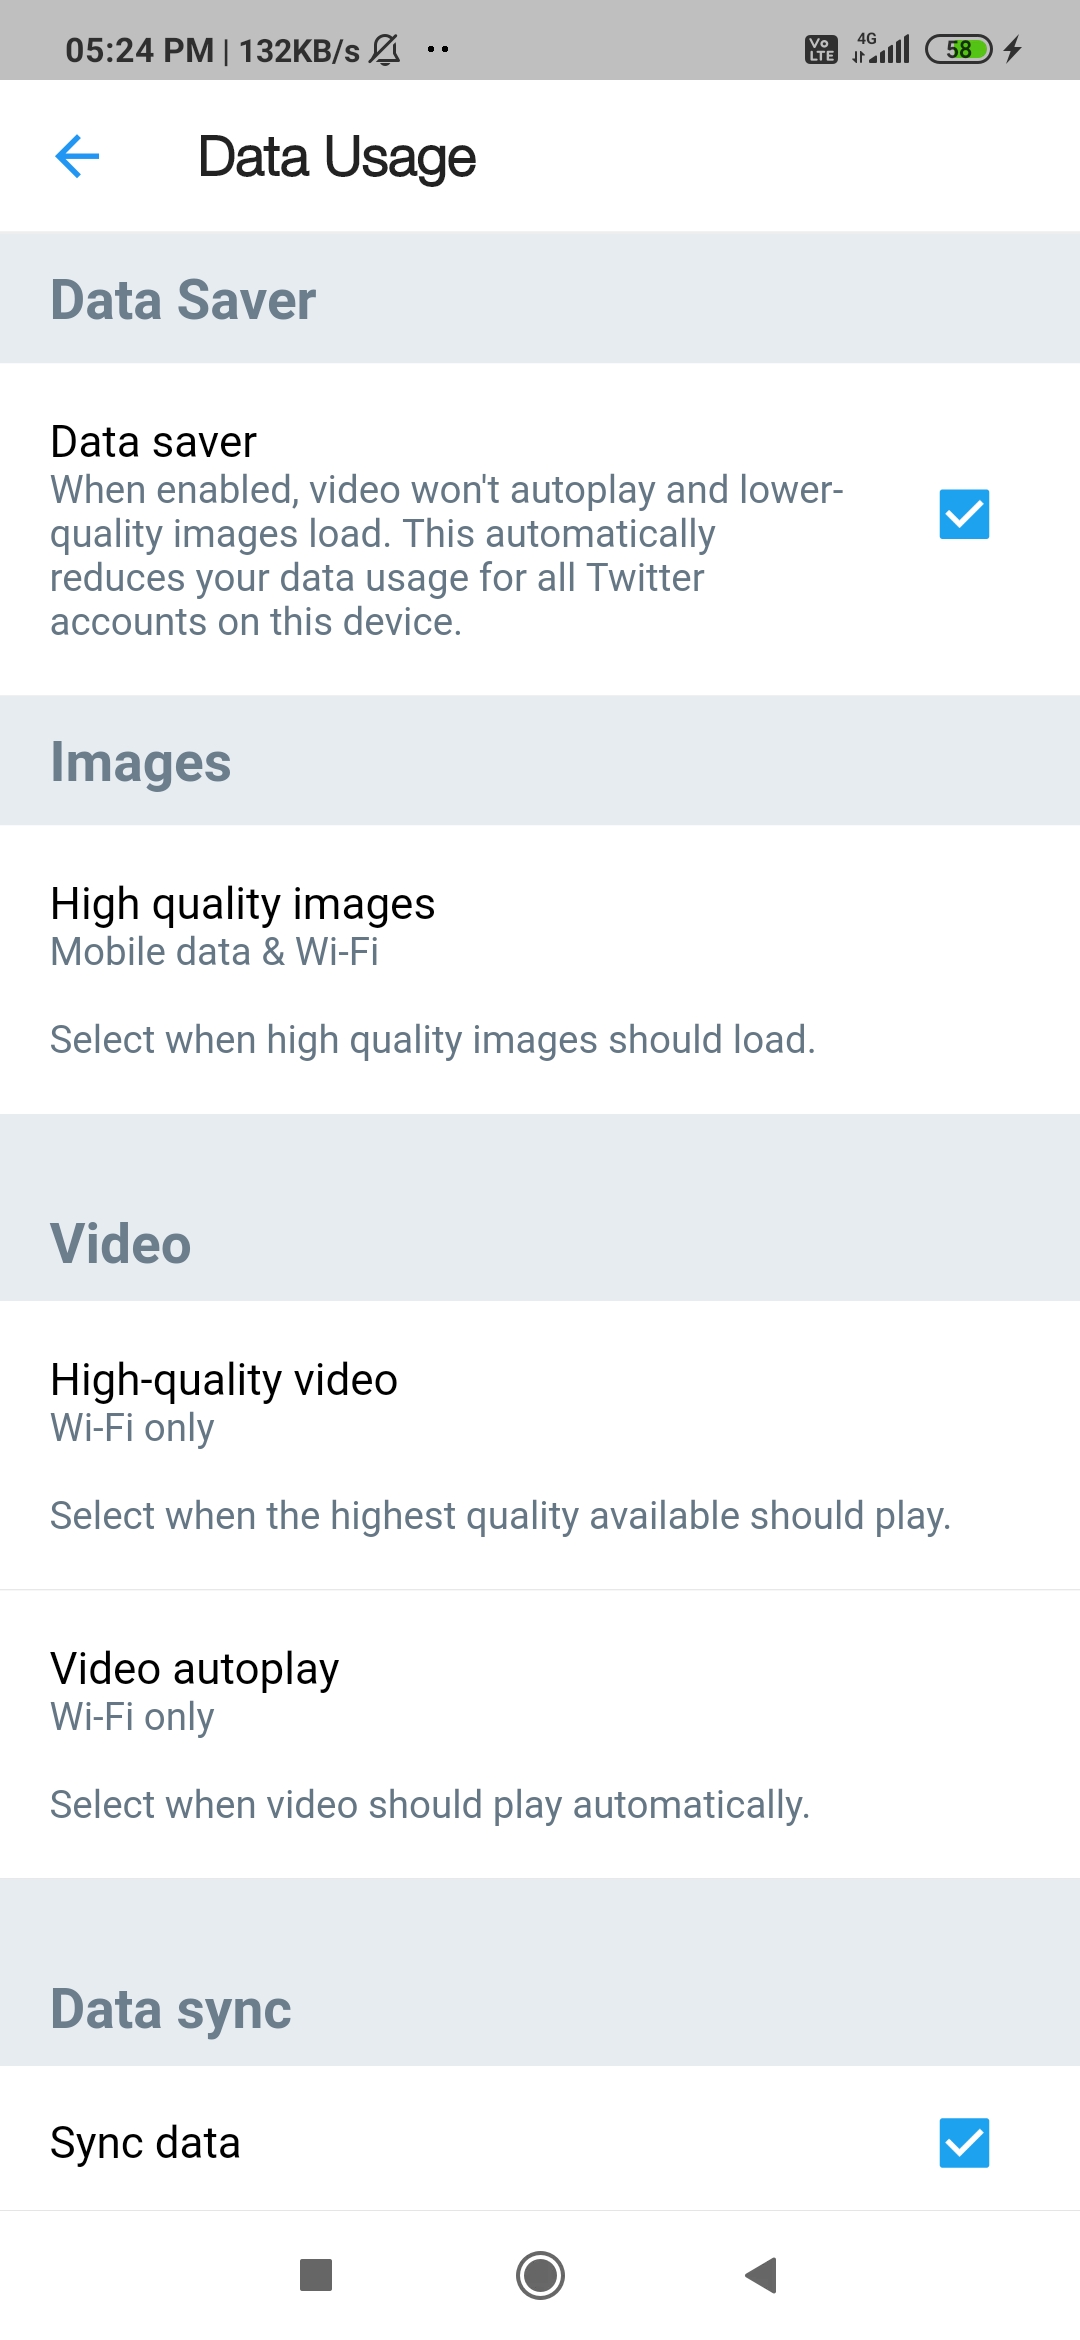 05:24 PM | 132KB/s
Vo LTE
4G
58
Data Usage
Data Saver
Data saver
When enabled, video won't autoplay and lower-
quality images load. This automatically
reduces your data usage for all Twitter
accounts on this device.
Images
High quality images
Mobile data & Wi-Fi
Select when high quality images should load.
Video
High-quality video
Wi-Fi only
Select when the highest quality available should play.
Video autoplay
Wi-Fi only
Select when video should play automatically.
Data sync
Sync data